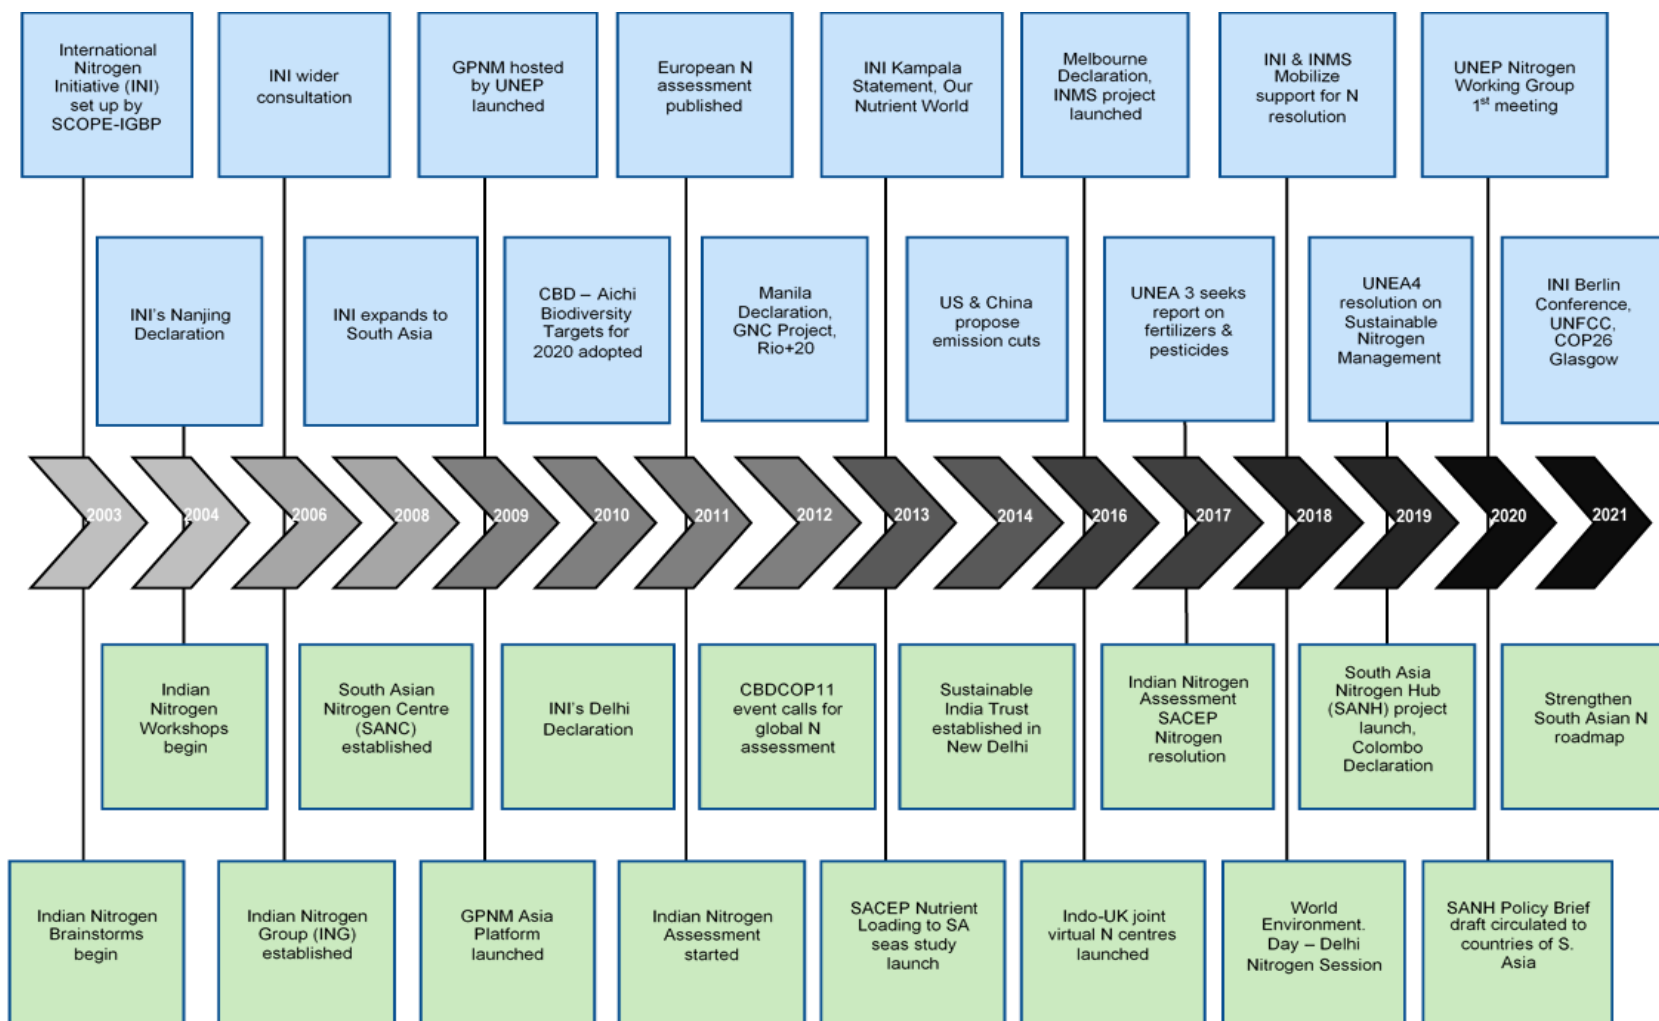 International
Nitrogen
Initiative (INI)
set up by
SCOPE-IGBP
INI wider
consultation
GPNM hosted
by UNEP
launched
European N
assessment
published
INI Kampala
Statement, Our
Nutrient World
Melbourne
Declaration,
INMS project
launched
INI & INMS
Mobilize
support for N
resolution
UNEP Nitrogen
Working Group
1st meeting
INI's Nanjing
Declaration
INI expands to
South Asia
CBD – Aichi
Biodiversity
Targets for
2020 adopted
Manila
Declaration,
GNC Project,
Rio+20
US & China
propose
emission cuts
UNEA 3 seeks
report on
fertilizers &
pesticides
UNEA4
resolution on
Sustainable
Nitrogen
Management
INI Berlin
Conference,
UNFCC,
COP26
Glasgow
2003
2004
2006
2008
2009
2010
2011
2012
2013
2014
2016
2017
2018
2019
2020
2021
Indian
Nitrogen
Workshops
begin
South Asian
Nitrogen Centre
(SANC)
established
INI's Delhi
Declaration
CBDCOP11
event calls for
global N
assessment
Sustainable
India Trust
established in
New Delhi
Indian Nitrogen
Assessment
SACEP
Nitrogen
resolution
South Asia
Nitrogen Hub
(SANH) project
launch,
Colombo
Declaration
Strengthen
South Asian N
roadmap
Indian Nitrogen
Brainstorms
begin
Indian Nitrogen
Group (ING)
established
GPNM Asia
Platform
launched
Indian Nitrogen
Assessment
started
SACEP Nutrient
Loading to SA
seas study
launch
Indo-UK joint
virtual N centres
launched
World
Environment.
Day – Delhi
Nitrogen Session
SANH Policy Brief
draft circulated to
countries of S.
Asia